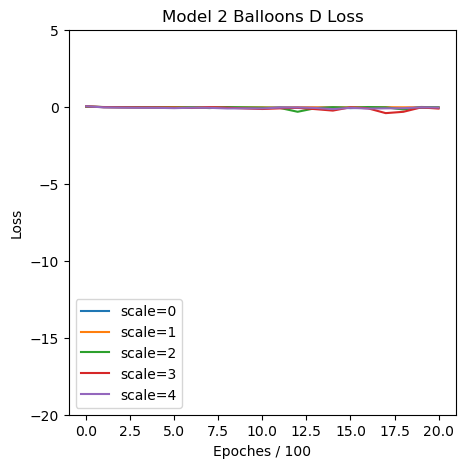 Model 2 Balloons D Loss
5
0
−5
−10
−15
−20
Loss
scale=0
scale=1
scale=2
scale=3
scale=4
0.0 2.5 5.0 7.5 10.0 12.5 15.0 17.5 20.0
Epoches / 100